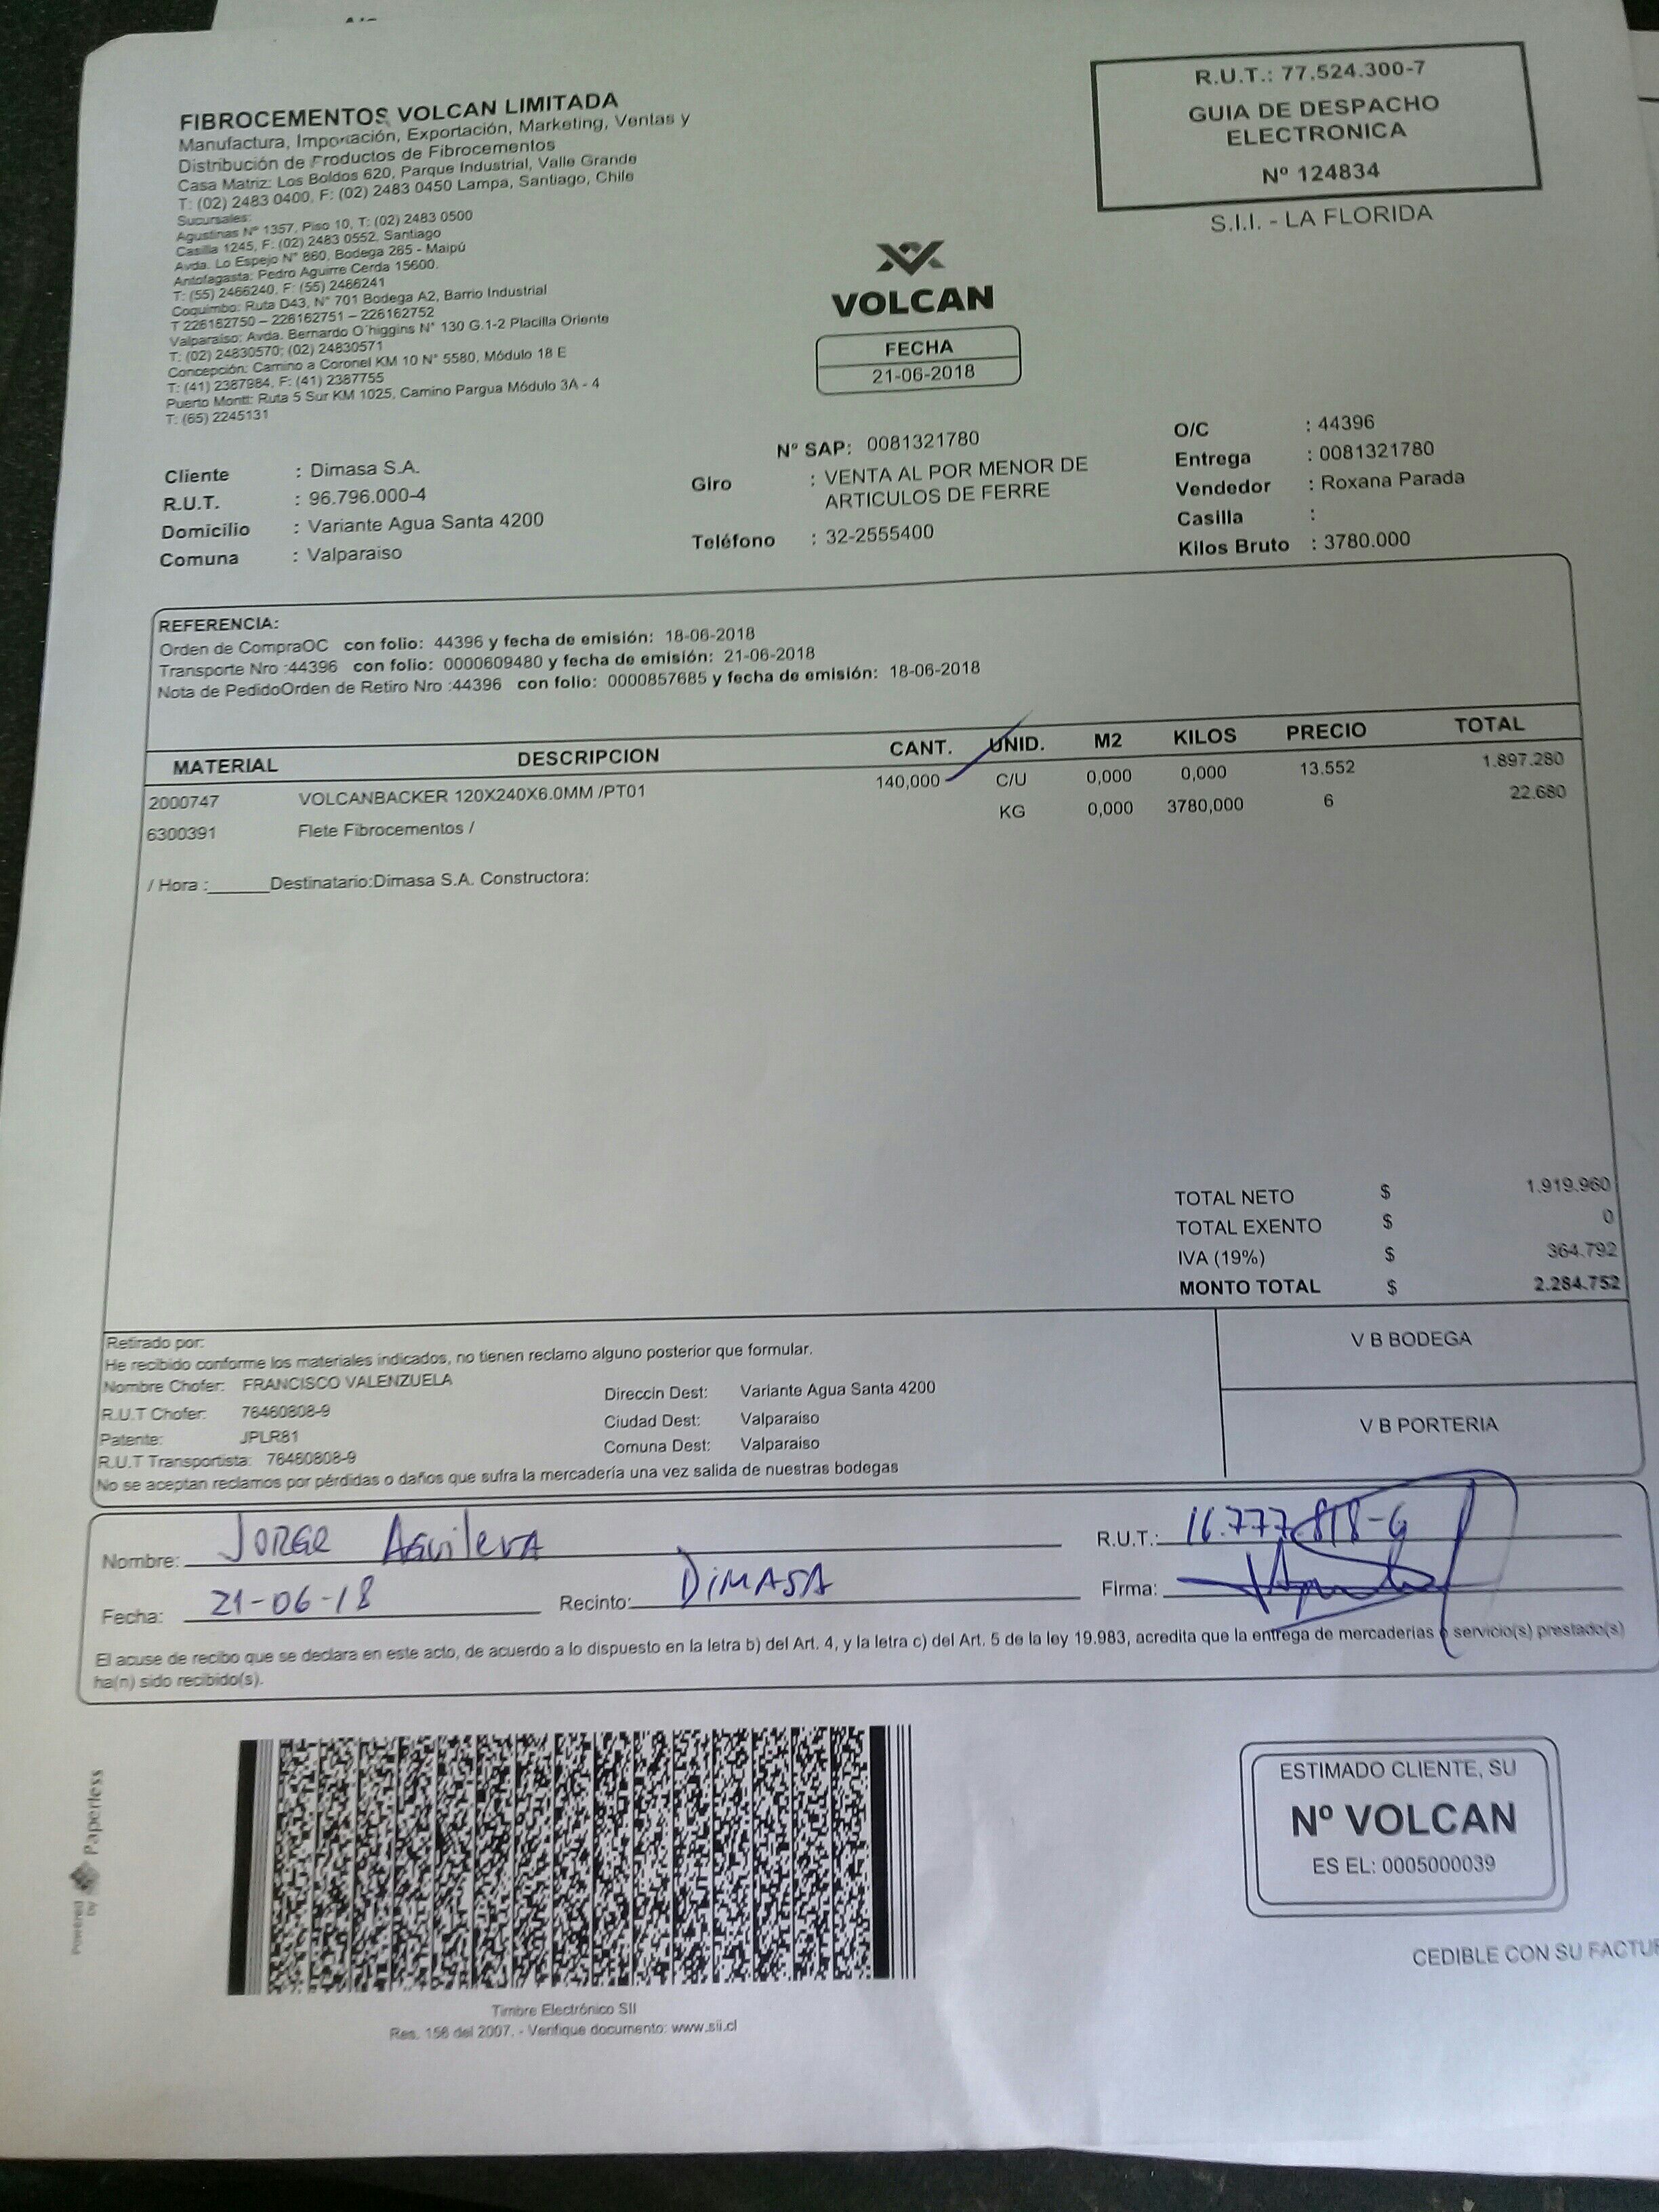 FIBROCEMENTOS VOLCAN LIMITADA
Manufactura, Importación, Exportación, Marketing, Ventas y
Distribución de Productos de Fibrocementos
Casa Matriz: Los Boldos 620, Parque Industrial, Valle Grande
T: (02) 2483 0400, F: (02) 2483 0450 Lampa, Santiago, Chile
Sucursales:
Agustinas Nº 1357, Piso 10, T: (02) 2483 0500
Casilla 1245, F: (02) 2483 0552, Santiago
Avda. Lo Espejo N° 860, Bodega 265 - Maipú
Antofagasta: Pedro Aguirre Cerda 15600,
T: (55) 2466240, F: (55) 2466241
Coquimbo: Ruta D43, N° 701 Bodega A2, Barrio Industrial
T 226162750 – 226162751 – 226162752
Valparaíso: Avda. Bernardo O´higgins N° 130 G.1-2 Placilla Oriente
T: (02) 24830570; (02) 24830571
Concepción: Camino a Coronel KM 10 N° 5580, Módulo 18 E
T: (41) 2387984, F: (41) 2387755
Puerto Montt: Ruta 5 Sur KM 1025, Camino Pargua Módulo 3A - 4
T: (65) 2245131
R.U.T.: 77.524.300-7
GUIA DE DESPACHO
ELECTRONICA
Nº 124834
S.I.I. - LA FLORIDA
VOLCAN
FECHA
21-06-2018
Cliente : Dimasa S.A.
R.U.T. : 96.796.000-4
Domicilio : Variante Agua Santa 4200
Comuna : Valparaiso
N° SAP: 0081321780
Giro : VENTA AL POR MENOR DE
ARTICULOS DE FERRE
Teléfono : 32-2555400
O/C : 44396
Entrega : 0081321780
Vendedor : Roxana Parada
Casilla :
Kilos Bruto : 3780.000
REFERENCIA:
Orden de CompraOC con folio: 44396 y fecha de emisión: 18-06-2018
Transporte Nro :44396 con folio: 0000609480 y fecha de emisión: 21-06-2018
Nota de PedidoOrden de Retiro Nro :44396 con folio: 0000857685 y fecha de emisión: 18-06-2018
MATERIAL DESCRIPCION CANT. UNID. M2 KILOS PRECIO TOTAL
2000747 VOLCANBACKER 120X240X6.0MM /PT01 140,000 C/U 0,000 0,000 13.552 1.897.280
6300391 Flete Fibrocementos / KG 0,000 3780,000 6 22.680
/ Hora :______Destinatario:Dimasa S.A. Constructora:
TOTAL NETO $ 1.919.960
TOTAL EXENTO $ 0
IVA (19%) $ 364.792
MONTO TOTAL $ 2.284.752
Retirado por:
He recibido conforme los materiales indicados, no tienen reclamo alguno posterior que formular.
Nombre Chofer: FRANCISCO VALENZUELA
R.U.T Chofer: 76460808-9
Patente: JPLR81
R.U.T Transportista: 76460808-9
Direccin Dest: Variante Agua Santa 4200
Ciudad Dest: Valparaiso
Comuna Dest: Valparaiso
No se aceptan reclamos por pérdidas o daños que sufra la mercadería una vez salida de nuestras bodegas
V B BODEGA
V B PORTERIA
Nombre: JORGE AGuilera
R.U.T.: 16.777.818-6
Fecha: 21-06-18
Recinto: DIMASA
Firma:
El acuse de recibo que se declara en este acto, de acuerdo a lo dispuesto en la letra b) del Art. 4, y la letra c) del Art. 5 de la ley 19.983, acredita que la entrega de mercaderías o servicio(s) prestado(s)
ha(n) sido recibido(s).
Powered by Paperless
Timbre Electrónico SII
Res. 156 del 2007. - Verifique documento: www.sii.cl
ESTIMADO CLIENTE, SU
Nº VOLCAN
ES EL: 0005000039
CEDIBLE CON SU FACTU